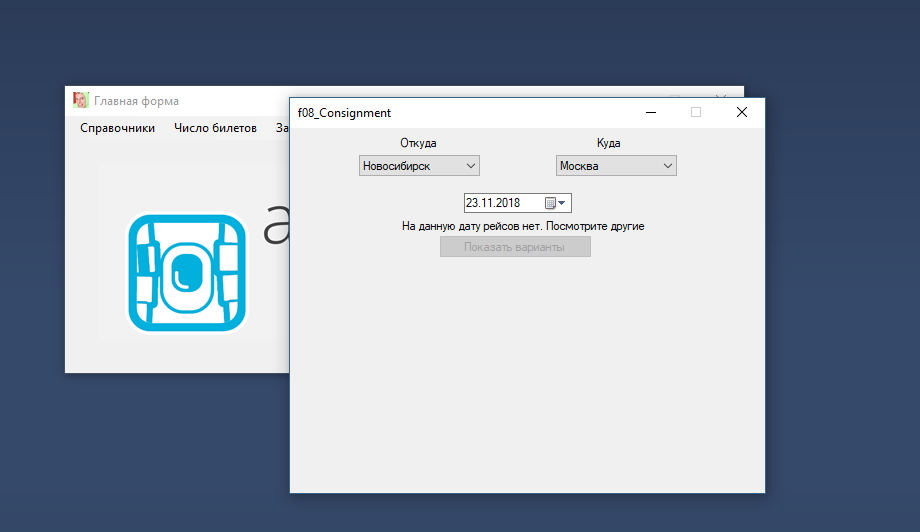 Главная форма
Справочники Число билетов За
f08_Consignment
Откуда Куда
Новосибирск Москва
23.11.2018
На данную дату рейсов нет. Посмотрите другие
Показать варианты
а